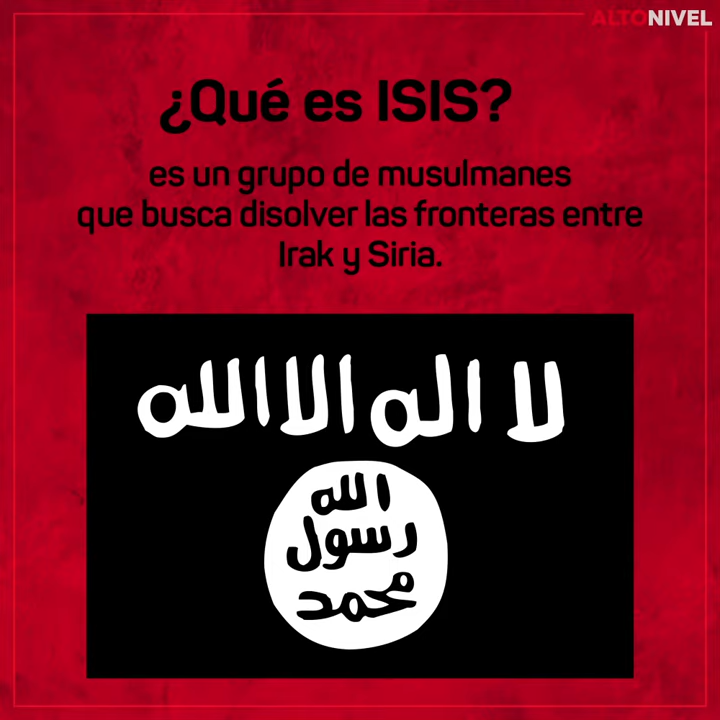 ALTONIVEL
¿Qué es ISIS?
es un grupo de musulmanes
que busca disolver las fronteras entre
Irak y Siria.
لا اله الا الله
الله
رسول
محمد